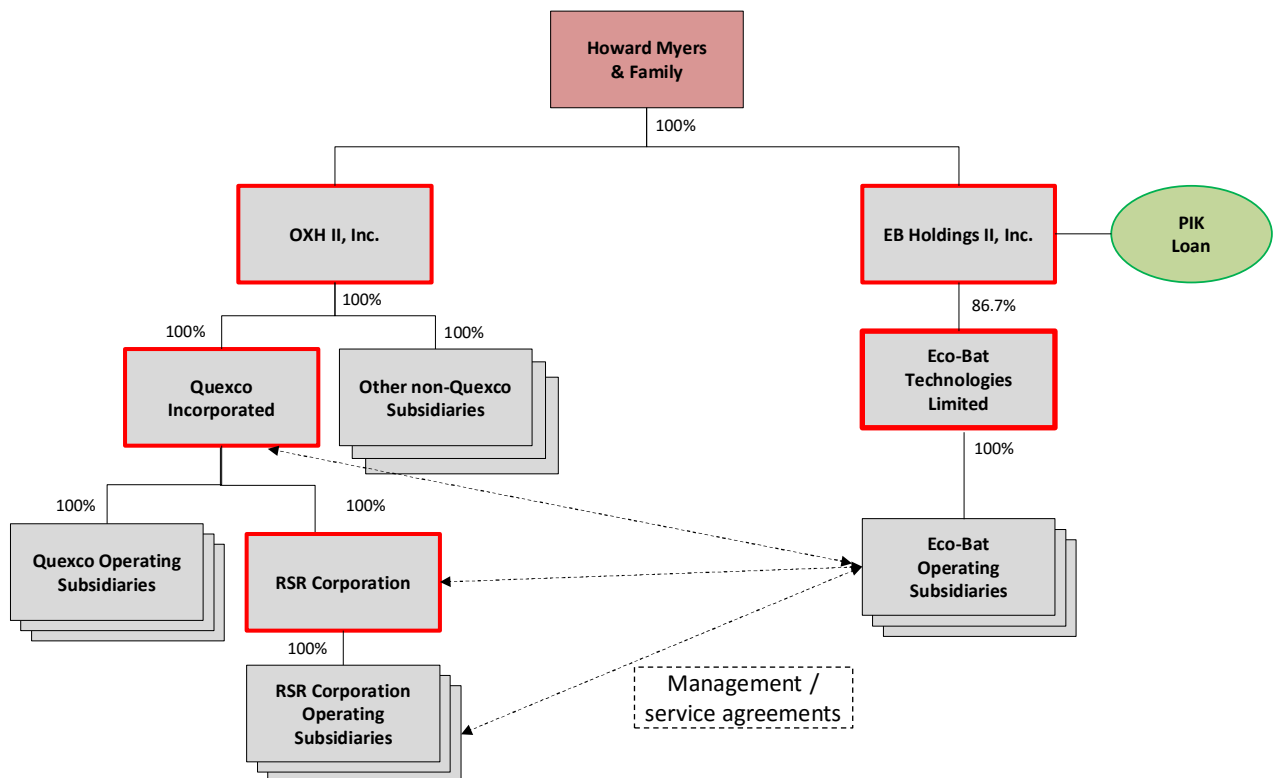 Howard Myers
& Family
100%
OXH II, Inc.
EB Holdings II, Inc.
PIK
Loan
100%
86.7%
100%
100%
Quexco
Incorporated
Other non-Quexco
Subsidiaries
Eco-Bat
Technologies
Limited
100%
100%
100%
Quexco Operating
Subsidiaries
RSR Corporation
Eco-Bat
Operating
Subsidiaries
100%
RSR Corporation
Operating
Subsidiaries
Management /
service agreements